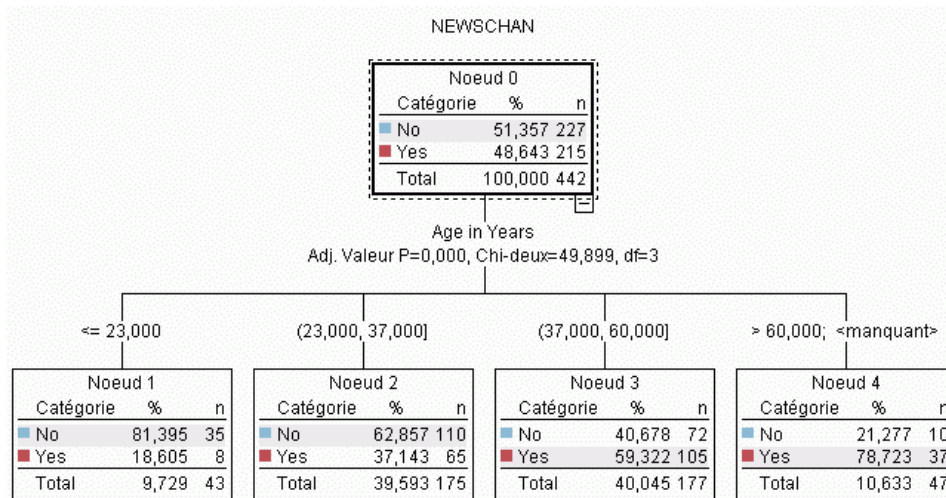 NEWSCHAN
Noeud 0
Catégorie % n
No 51,357 227
Yes 48,643 215
Total 100,000 442
Age in Years
Adj. Valeur P=0,000, Chi-deux=49,899, df=3
<= 23,000
(23,000, 37,000]
(37,000, 60,000]
> 60,000; <manquant>
Noeud 1
Catégorie % n
No 81,395 35
Yes 18,605 8
Total 9,729 43
Noeud 2
Catégorie % n
No 62,857 110
Yes 37,143 65
Total 39,593 175
Noeud 3
Catégorie % n
No 40,678 72
Yes 59,322 105
Total 40,045 177
Noeud 4
Catégorie % n
No 21,277 10
Yes 78,723 37
Total 10,633 47